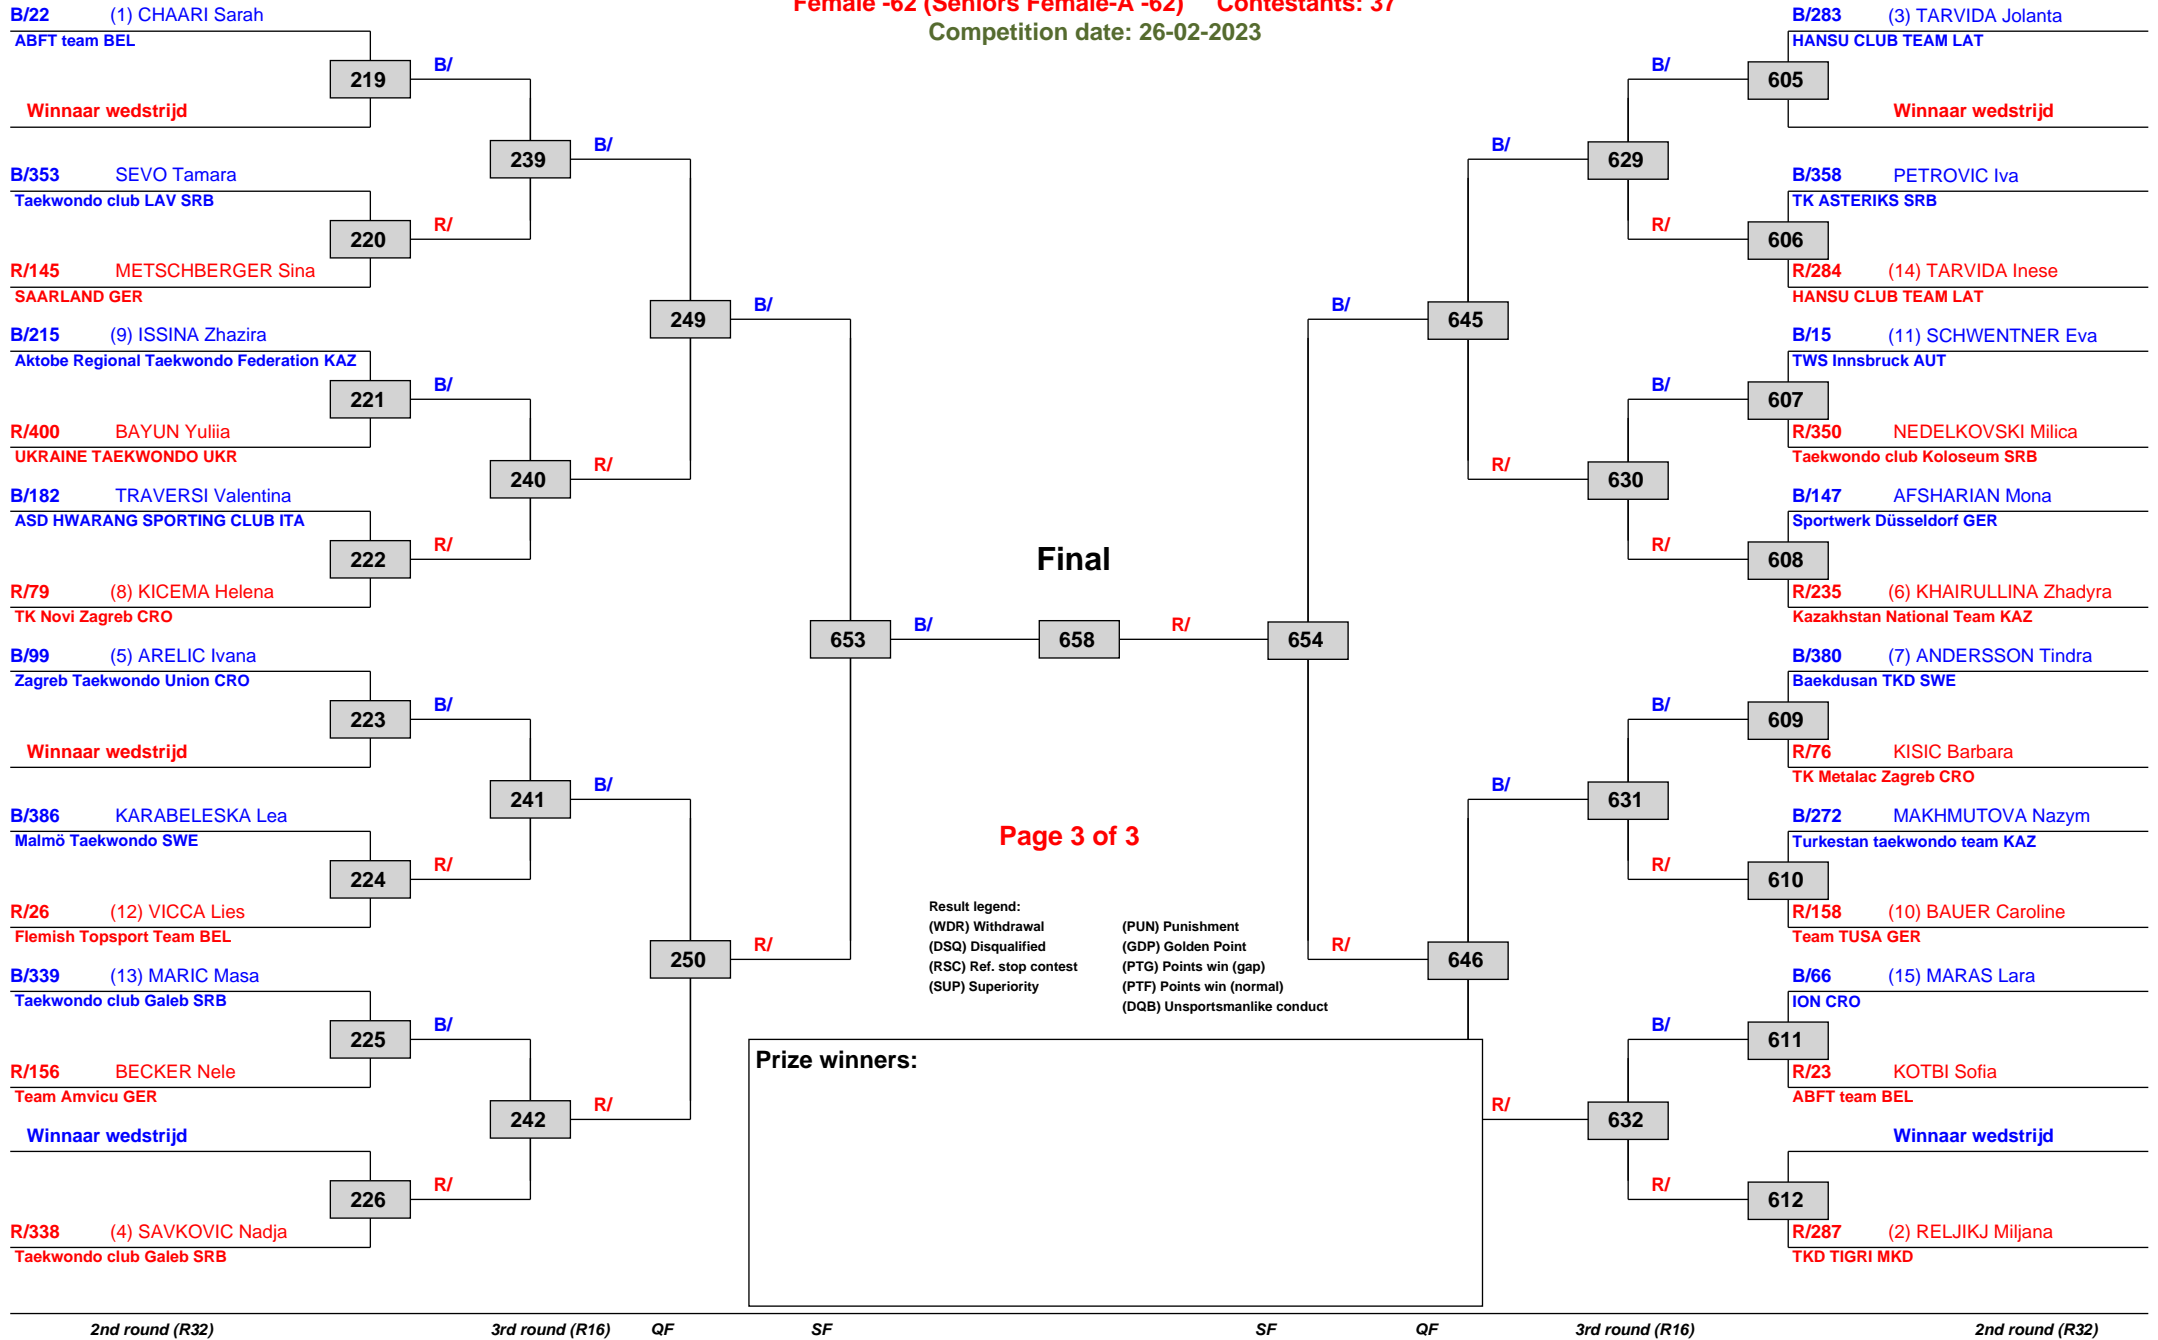 Female -62 (Seniors Female-A -62) Contestants: 37
Competition date: 26-02-2023
B/22 (1) CHAARI Sarah
ABFT team BEL
219
B/
Winnaar wedstrijd
239
B/
B/353 SEVO Tamara
Taekwondo club LAV SRB
220
R/
R/145 METSCHBERGER Sina
SAARLAND GER
249
B/
B/215 (9) ISSINA Zhazira
Aktobe Regional Taekwondo Federation KAZ
221
B/
R/400 BAYUN Yuliia
UKRAINE TAEKWONDO UKR
240
R/
B/182 TRAVERSI Valentina
ASD HWARANG SPORTING CLUB ITA
222
R/
R/79 (8) KICEMA Helena
TK Novi Zagreb CRO
653
B/
B/99 (5) ARELIC Ivana
Zagreb Taekwondo Union CRO
223
B/
Winnaar wedstrijd
241
B/
B/386 KARABELESKA Lea
Malmö Taekwondo SWE
224
R/
R/26 (12) VICCA Lies
Flemish Topsport Team BEL
250
R/
B/339 (13) MARIC Masa
Taekwondo club Galeb SRB
225
B/
R/156 BECKER Nele
Team Amvicu GER
242
R/
Winnaar wedstrijd
226
R/
R/338 (4) SAVKOVIC Nadja
Taekwondo club Galeb SRB
Final
658
R/
654
Page 3 of 3
Result legend:
(WDR) Withdrawal (PUN) Punishment
(DSQ) Disqualified (GDP) Golden Point
(RSC) Ref. stop contest (PTG) Points win (gap)
(SUP) Superiority (PTF) Points win (normal)
(DQB) Unsportsmanlike conduct
Prize winners:
B/283 (3) TARVIDA Jolanta
HANSU CLUB TEAM LAT
B/
605
Winnaar wedstrijd
B/
629
B/358 PETROVIC Iva
TK ASTERIKS SRB
R/
606
R/284 (14) TARVIDA Inese
HANSU CLUB TEAM LAT
B/
645
B/15 (11) SCHWENTNER Eva
TWS Innsbruck AUT
B/
607
R/350 NEDELKOVSKI Milica
Taekwondo club Koloseum SRB
R/
630
B/147 AFSHARIAN Mona
Sportwerk Düsseldorf GER
R/
608
R/235 (6) KHAIRULLINA Zhadyra
Kazakhstan National Team KAZ
B/380 (7) ANDERSSON Tindra
Baekdusan TKD SWE
B/
609
R/76 KISIC Barbara
TK Metalac Zagreb CRO
B/
631
B/272 MAKHMUTOVA Nazym
Turkestan taekwondo team KAZ
R/
610
R/158 (10) BAUER Caroline
Team TUSA GER
R/
646
B/66 (15) MARAS Lara
ION CRO
B/
611
R/23 KOTBI Sofia
ABFT team BEL
R/
632
Winnaar wedstrijd
R/
612
R/287 (2) RELJIKJ Miljana
TKD TIGRI MKD
2nd round (R32) 3rd round (R16) QF SF SF QF 3rd round (R16) 2nd round (R32)